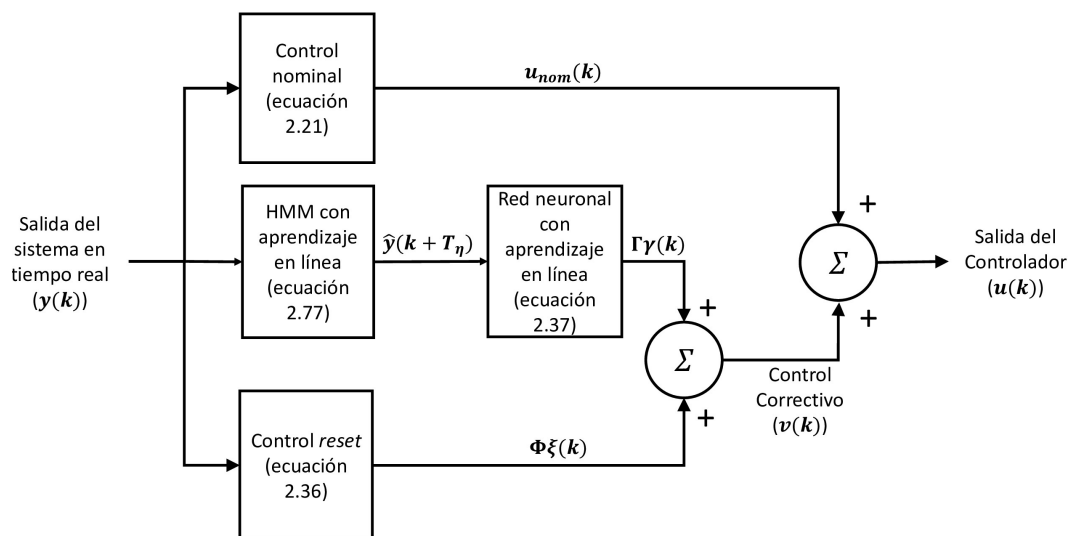 Control
nominal
(ecuación
2.21)
u_nom(k)
Salida del
sistema en
tiempo real
(y(k))
HMM con
aprendizaje
en línea
(ecuación
2.77)
ŷ(k + T_η)
Red neuronal
con
aprendizaje
en línea
(ecuación
2.37)
Γγ(k)
+
Σ
+
Control reset
(ecuación
2.36)
Φξ(k)
Control
Correctivo
(v(k))
+
Σ
+
Salida del
Controlador
(u(k))